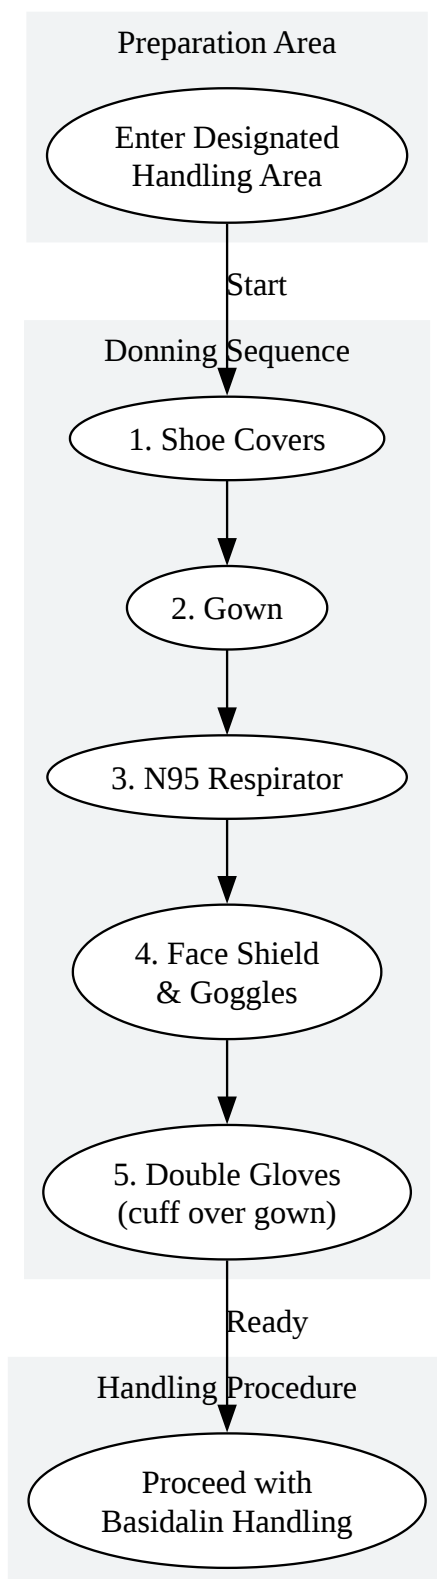 Preparation Area
Enter Designated
Handling Area
Start
Donning Sequence
1. Shoe Covers
2. Gown
3. N95 Respirator
4. Face Shield
& Goggles
5. Double Gloves
(cuff over gown)
Ready
Handling Procedure
Proceed with
Basidalin Handling